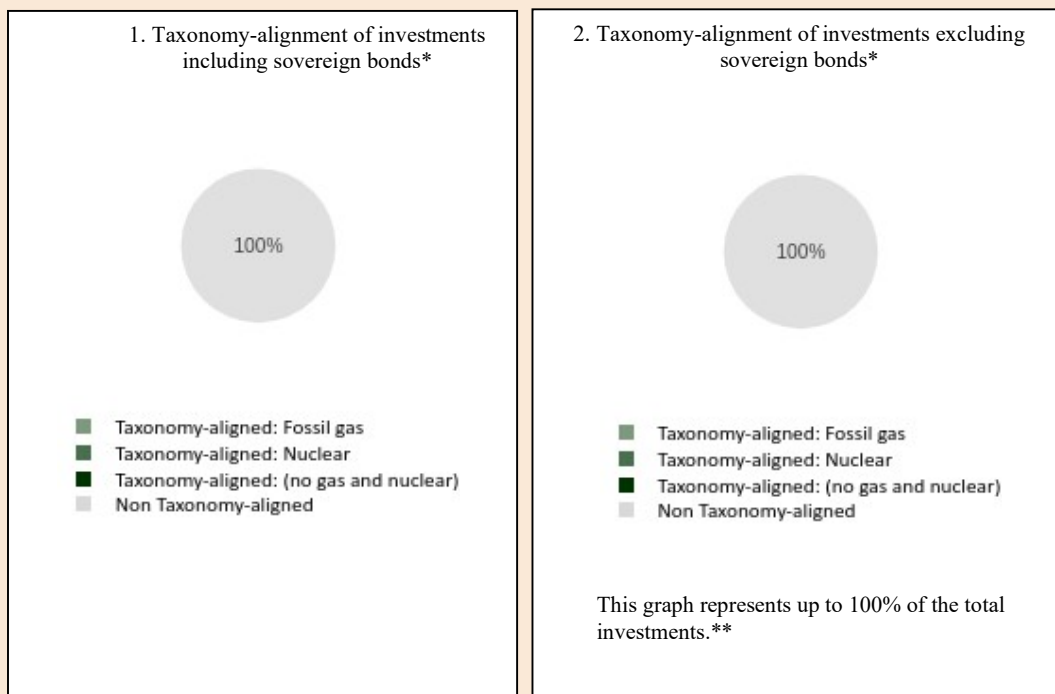 1. Taxonomy-alignment of investments
including sovereign bonds*
100%
Taxonomy-aligned: Fossil gas
Taxonomy-aligned: Nuclear
Taxonomy-aligned: (no gas and nuclear)
Non Taxonomy-aligned
2. Taxonomy-alignment of investments excluding
sovereign bonds*
100%
Taxonomy-aligned: Fossil gas
Taxonomy-aligned: Nuclear
Taxonomy-aligned: (no gas and nuclear)
Non Taxonomy-aligned
This graph represents up to 100% of the total
investments.**